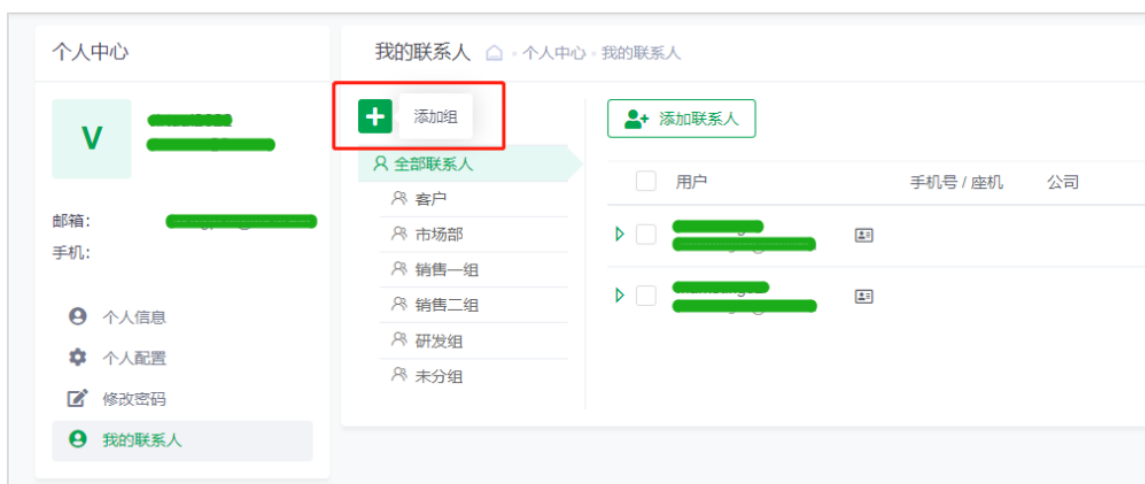 个人中心
V
邮箱:
手机:
个人信息
个人配置
修改密码
我的联系人
我的联系人 个人中心 我的联系人
添加组
全部联系人
客户
市场部
销售一组
销售二组
研发组
未分组
添加联系人
用户 手机号 / 座机 公司